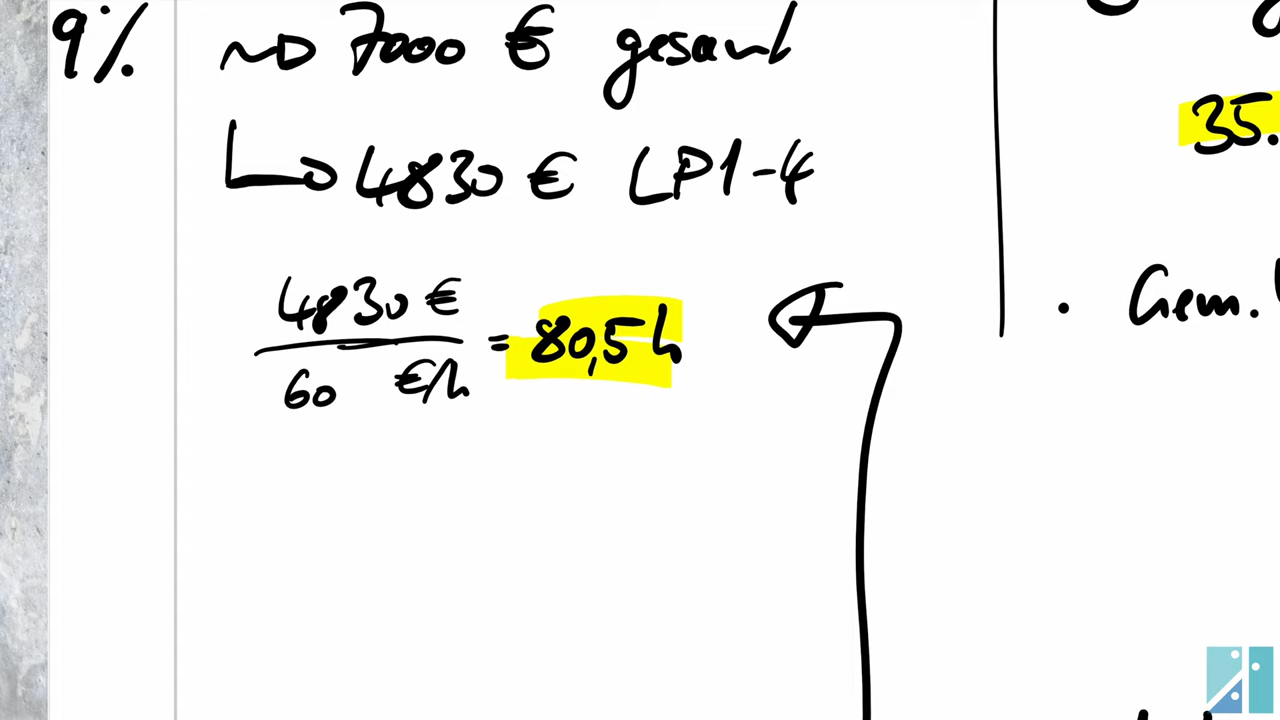 9%
~> 7000 € gesamt
↳ 4830 € LP1-4
4830 €
60 €/h
= 80,5 h
35.
· Gem.